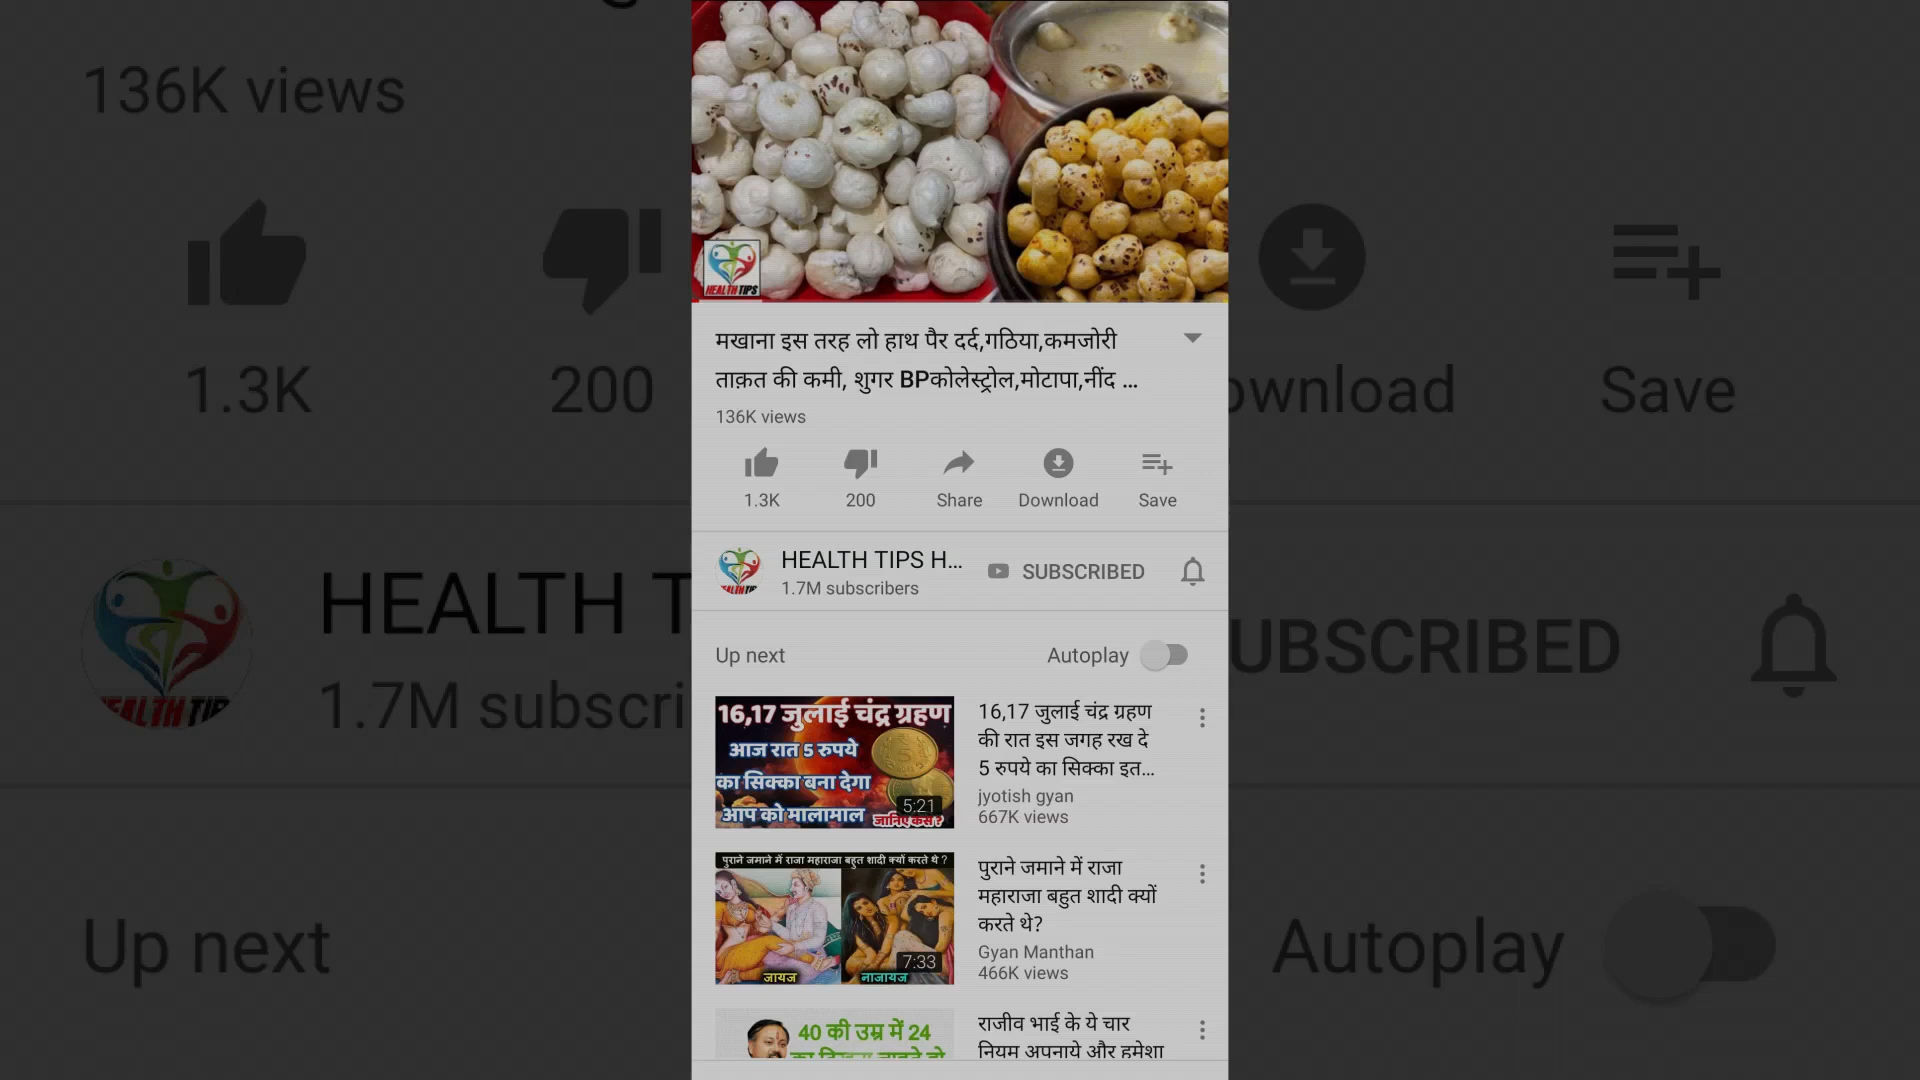 136K views
1.3K
200
ownload
Save
HEALTH T
1.7M subscri
UBSCRIBED
Up next
Autoplay
HEALTH TIPS
मखाना इस तरह लो हाथ पैर दर्द,गठिया,कमजोरी
ताक़त की कमी, शुगर BPकोलेस्ट्रोल,मोटापा,नींद ...
136K views
1.3K
200
Share
Download
Save
HEALTH TIPS H...
1.7M subscribers
SUBSCRIBED
Up next
Autoplay
16,17 जुलाई चंद्र ग्रहण
आज रात 5 रुपये
का सिक्का बना देगा
आप को मालामाल
जानिए कैसे ?
5:21
16,17 जुलाई चंद्र ग्रहण
की रात इस जगह रख दे
5 रुपये का सिक्का इत...
jyotish gyan
667K views
पुराने जमाने में राजा महाराजा बहुत शादी क्यों करते थे ?
जायज
नाजायज
7:33
पुराने जमाने में राजा
महाराजा बहुत शादी क्यों
करते थे?
Gyan Manthan
466K views
40 की उम्र में 24
राजीव भाई के ये चार
नियम अपनाये और हमेशा